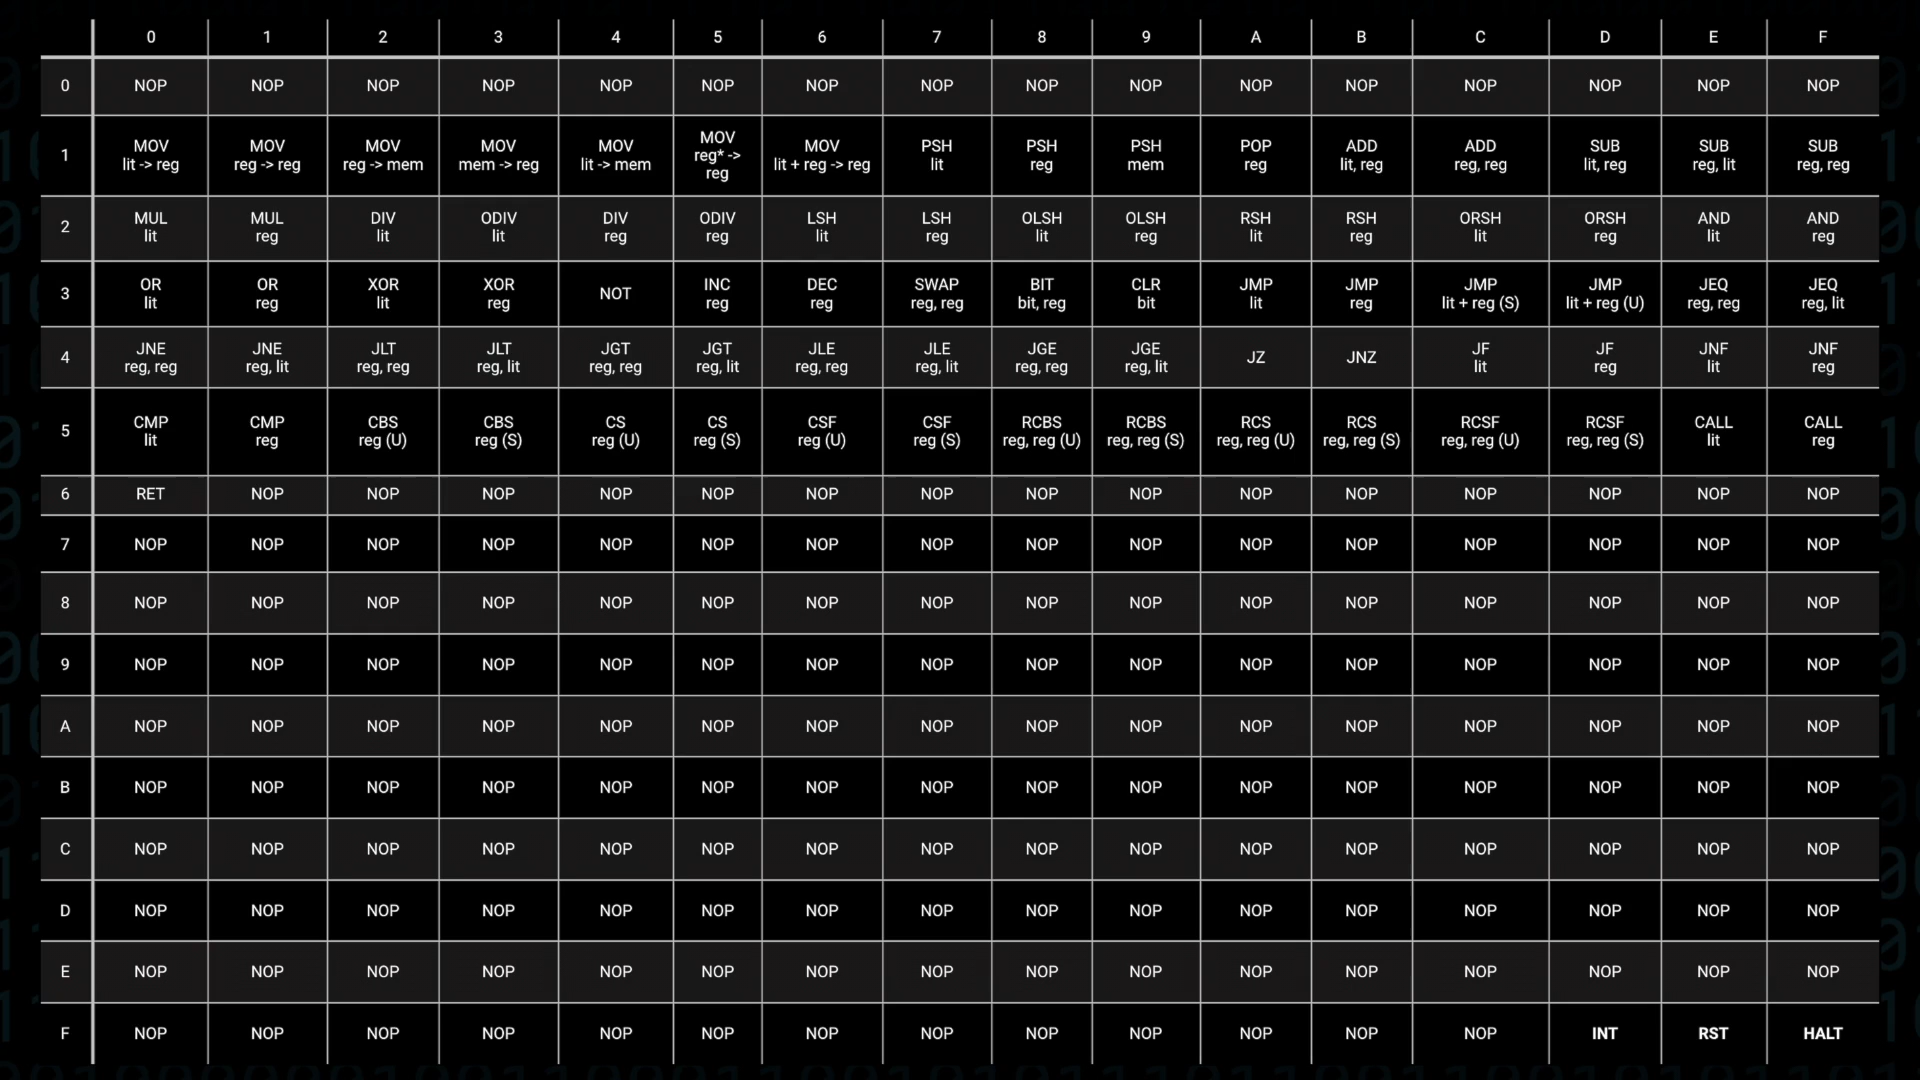 0 1 2 3 4 5 6 7 8 9 A B C D E F
0 NOP NOP NOP NOP NOP NOP NOP NOP NOP NOP NOP NOP NOP NOP NOP NOP
MOV
1 MOV MOV MOV MOV MOV reg* -> MOV PSH PSH PSH POP ADD ADD SUB SUB SUB
lit -> reg reg -> reg reg -> mem mem -> reg lit -> mem reg lit + reg -> reg lit reg mem reg lit, reg reg, reg lit, reg reg, lit reg, reg
2 MUL MUL DIV ODIV DIV ODIV LSH LSH OLSH OLSH RSH RSH ORSH ORSH AND AND
lit reg lit lit reg reg lit reg lit reg lit reg lit reg lit reg
3 OR OR XOR XOR NOT INC DEC SWAP BIT CLR JMP JMP JMP JMP JEQ JEQ
lit reg lit reg reg reg reg, reg bit, reg bit lit reg lit + reg (S) lit + reg (U) reg, reg reg, lit
4 JNE JNE JLT JLT JGT JGT JLE JLE JGE JGE JZ JNZ JF JF JNF JNF
reg, reg reg, lit reg, reg reg, lit reg, reg reg, lit reg, reg reg, lit reg, reg reg, lit lit reg lit reg
5 CMP CMP CBS CBS CS CS CSF CSF RCBS RCBS RCS RCS RCSF RCSF CALL CALL
lit reg reg (U) reg (S) reg (U) reg (S) reg (U) reg (S) reg, reg (U) reg, reg (S) reg, reg (U) reg, reg (S) reg, reg (U) reg, reg (S) lit reg
6 RET NOP NOP NOP NOP NOP NOP NOP NOP NOP NOP NOP NOP NOP NOP NOP
7 NOP NOP NOP NOP NOP NOP NOP NOP NOP NOP NOP NOP NOP NOP NOP NOP
8 NOP NOP NOP NOP NOP NOP NOP NOP NOP NOP NOP NOP NOP NOP NOP NOP
9 NOP NOP NOP NOP NOP NOP NOP NOP NOP NOP NOP NOP NOP NOP NOP NOP
A NOP NOP NOP NOP NOP NOP NOP NOP NOP NOP NOP NOP NOP NOP NOP NOP
B NOP NOP NOP NOP NOP NOP NOP NOP NOP NOP NOP NOP NOP NOP NOP NOP
C NOP NOP NOP NOP NOP NOP NOP NOP NOP NOP NOP NOP NOP NOP NOP NOP
D NOP NOP NOP NOP NOP NOP NOP NOP NOP NOP NOP NOP NOP NOP NOP NOP
E NOP NOP NOP NOP NOP NOP NOP NOP NOP NOP NOP NOP NOP NOP NOP NOP
F NOP NOP NOP NOP NOP NOP NOP NOP NOP NOP NOP NOP NOP INT RST HALT